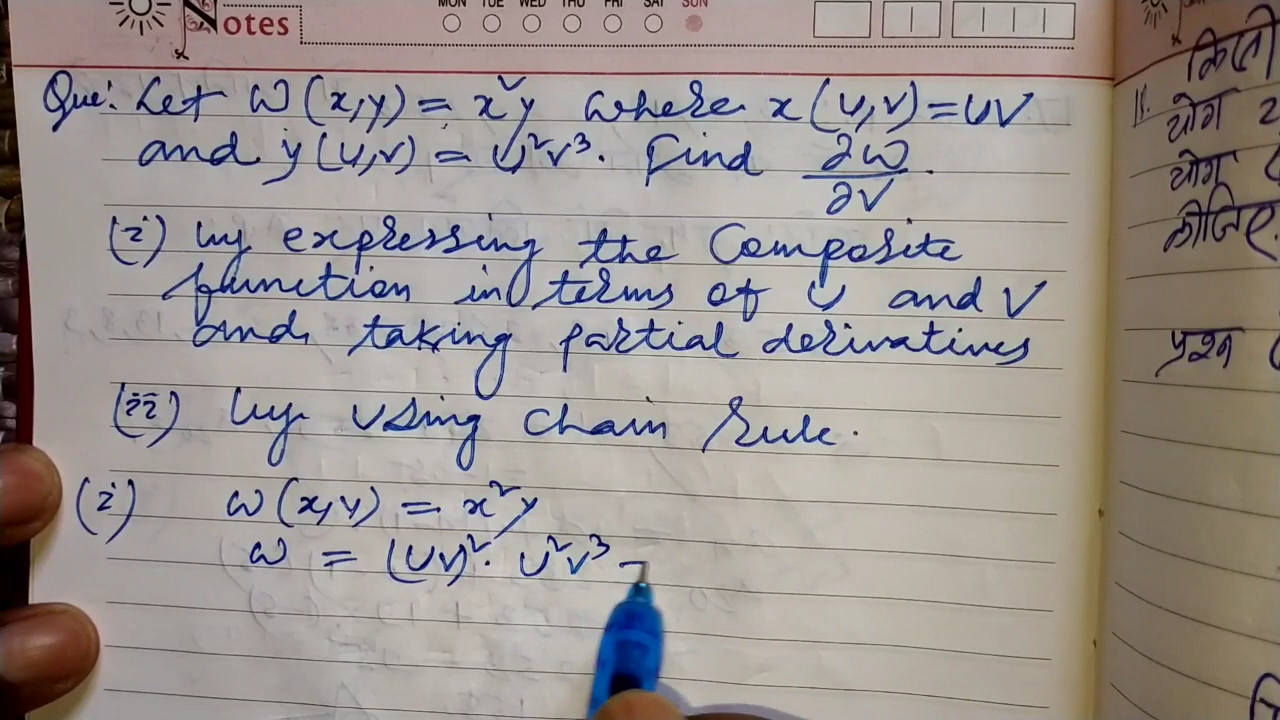 Notes
MON TUE WED THU FRI SAT SUN
Que: Let ω(x,y) = x²y where x(u,v) = uv
and y(u,v) = u²v³. Find ∂ω/∂v.
(i) by expressing the Composite
function in terms of u and v
and taking partial derivatives
(ii) by using chain rule.
(i) ω(x,y) = x²y
ω = (uv)². u²v³ =
किसी
18.
योग
योग
कीजिए.
प्रश्न